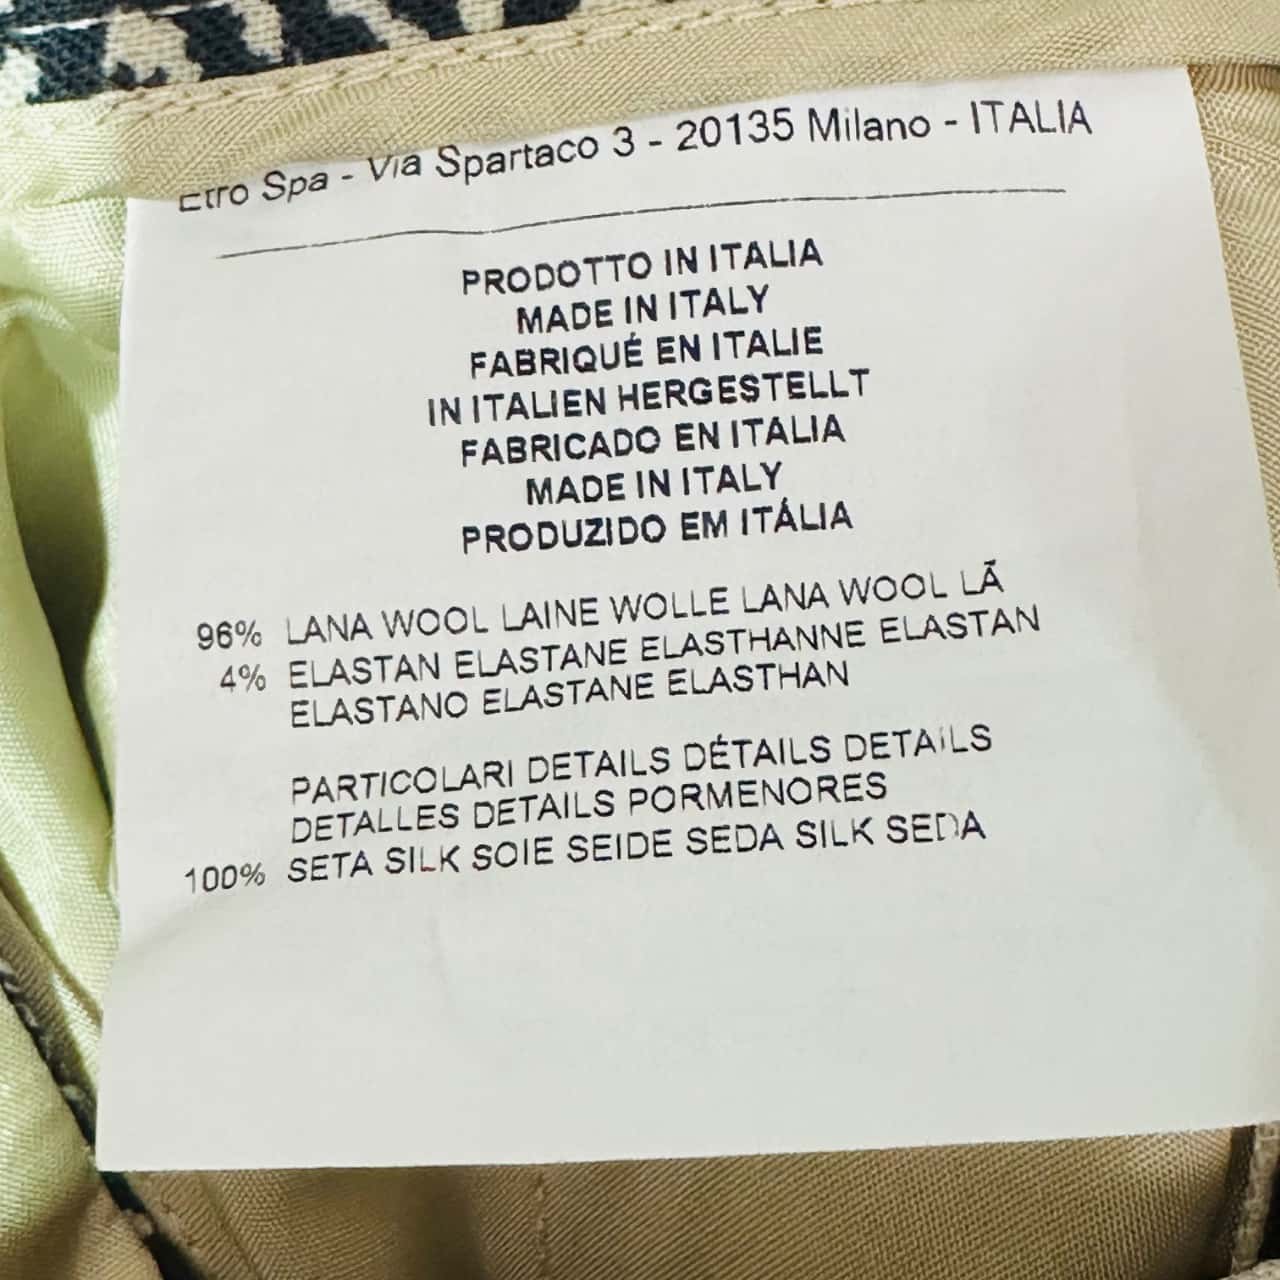 Etro Spa - Via Spartaco 3 - 20135 Milano - ITALIA
PRODOTTO IN ITALIA
MADE IN ITALY
FABRIQUÉ EN ITALIE
IN ITALIEN HERGESTELLT
FABRICADO EN ITALIA
MADE IN ITALY
PRODUZIDO EM ITÁLIA
96% LANA WOOL LAINE WOLLE LANA WOOL LÃ
4% ELASTAN ELASTANE ELASTHANNE ELASTAN
ELASTANO ELASTANE ELASTHAN
PARTICOLARI DETAILS DÉTAILS DETAILS
DETALLES DETAILS PORMENORES
100% SETA SILK SOIE SEIDE SEDA SILK SEDA